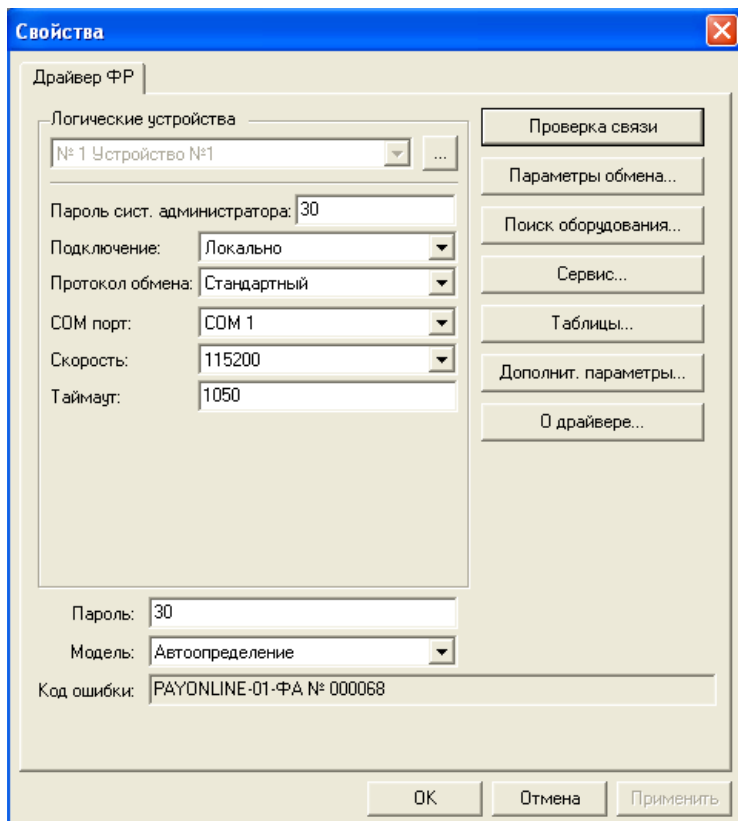 Свойства
Драйвер ФР
Логические устройства
№ 1 Устройство №1
...
Пароль сист. администратора: 30
Подключение: Локально
Протокол обмена: Стандартный
COM порт: COM 1
Скорость: 115200
Таймаут: 1050
Проверка связи
Параметры обмена...
Поиск оборудования...
Сервис...
Таблицы...
Дополнит. параметры...
О драйвере...
Пароль: 30
Модель: Автоопределение
Код ошибки: PAYONLINE-01-ФА № 000068
OK
Отмена
Применить